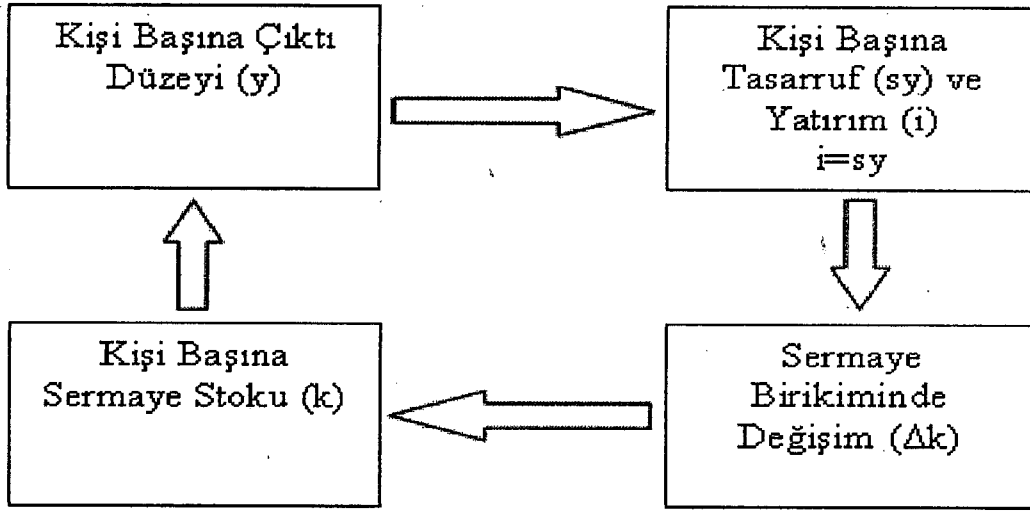 Kişi Başına Çıktı
Düzeyi (y)
Kişi Başına
Tasarruf (sy) ve
Yatırım (i)
i=sy
Kişi Başına
Sermaye Stoku (k)
Sermaye
Birikiminde
Değişim (Δk)